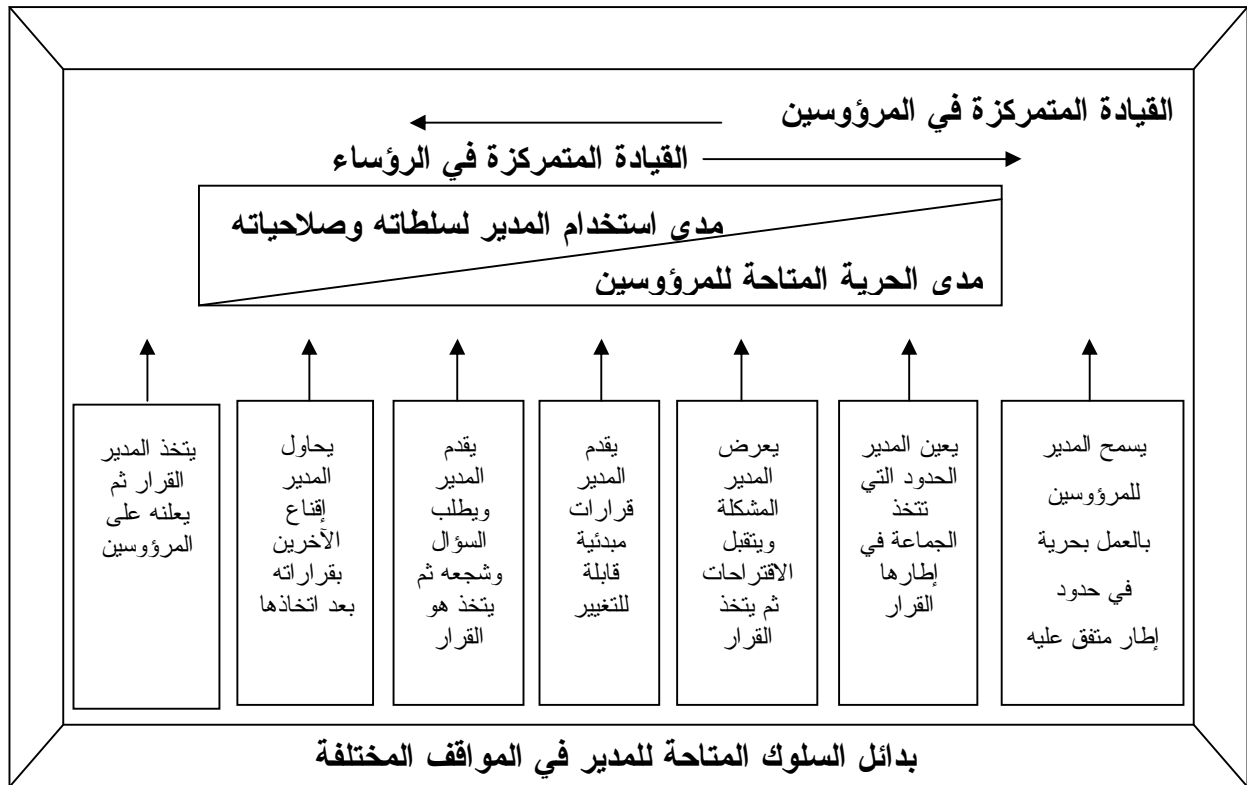 القيادة المتمركزة في المرؤوسين
القيادة المتمركزة في الرؤساء
مدى استخدام المدير لسلطاته وصلاحياته
مدى الحرية المتاحة للمرؤوسين
يسمح المدير
للمرؤوسين
بالعمل بحرية
في حدود
إطار متفق عليه
يعين المدير
الحدود التي
تتخذ
الجماعة في
إطارها
القرار
يعرض
المدير
المشكلة
ويتقبل
الاقتراحات
ثم يتخذ
القرار
يقدم
المدير
قرارات
مبدئية
قابلة
للتغيير
يقدم
المدير
ويطلب
السؤال
وشجعه ثم
يتخذ هو
القرار
يحاول
المدير
إقناع
الآخرين
بقراراته
بعد اتخاذها
يتخذ المدير
القرار ثم
يعلنه على
المرؤوسين
بدائل السلوك المتاحة للمدير في المواقف المختلفة